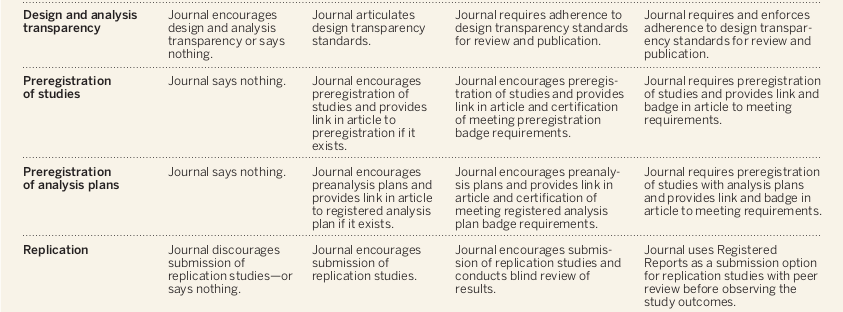 Design and analysis
transparency
Journal encourages
design and analysis
transparency or says
nothing.
Journal articulates
design transparency
standards.
Journal requires adherence to
design transparency standards
for review and publication.
Journal requires and enforces
adherence to design transpar-
ency standards for review and
publication.
Preregistration
of studies
Journal says nothing.
Journal encourages
preregistration of
studies and provides
link in article to
preregistration if it
exists.
Journal encourages preregis-
tration of studies and provides
link in article and certification
of meeting preregistration
badge requirements.
Journal requires preregistration
of studies and provides link and
badge in article to meeting
requirements.
Preregistration
of analysis plans
Journal says nothing.
Journal encourages
preanalysis plans and
provides link in article
to registered analysis
plan if it exists.
Journal encourages preanaly-
sis plans and provides link in
article and certification of
meeting registered analysis
plan badge requirements.
Journal requires preregistration
of studies with analysis plans
and provides link and badge in
article to meeting requirements.
Replication
Journal discourages
submission of
replication studies—or
says nothing.
Journal encourages
submission of
replication studies.
Journal encourages submis-
sion of replication studies and
conducts blind review of
results.
Journal uses Registered
Reports as a submission option
for replication studies with peer
review before observing the
study outcomes.